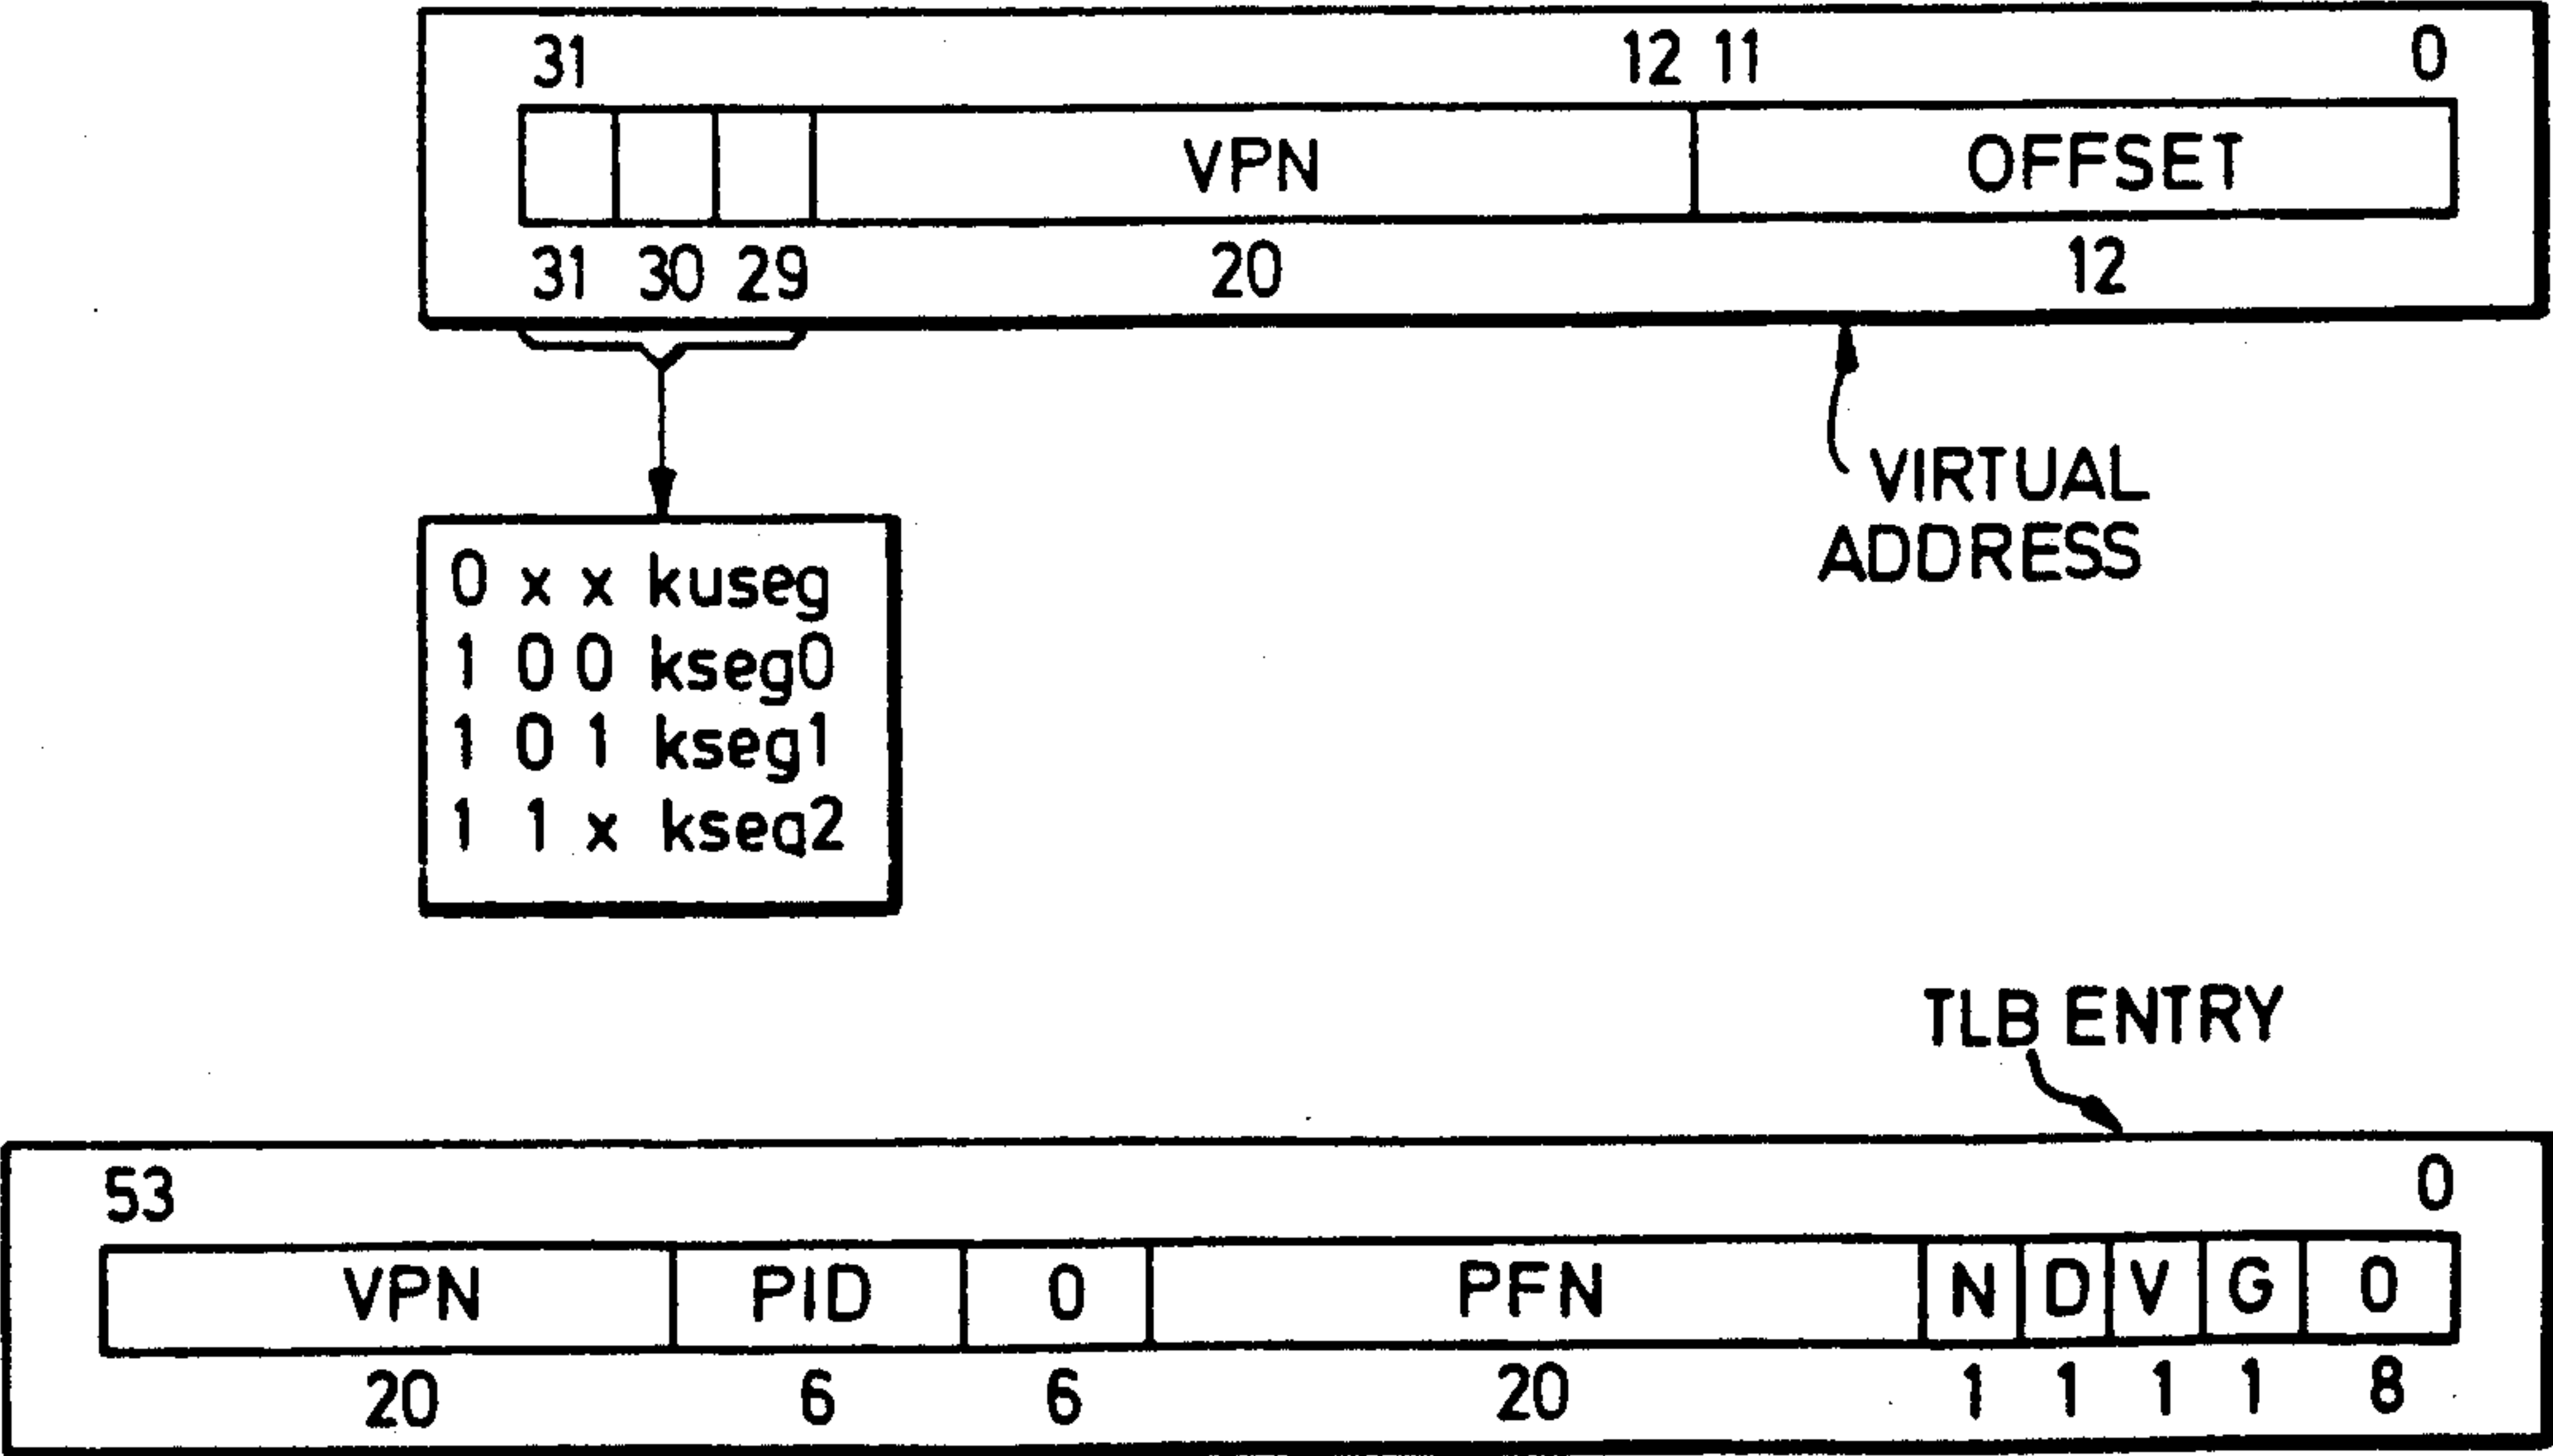 31 12 11 0
VPN OFFSET
31 30 29 20 12
VIRTUAL
ADDRESS
0 x x kuseg
1 0 0 kseg0
1 0 1 kseg1
1 1 x kseg2
TLB ENTRY
53 0
VPN PID 0 PFN N D V G 0
20 6 6 20 1 1 1 1 8